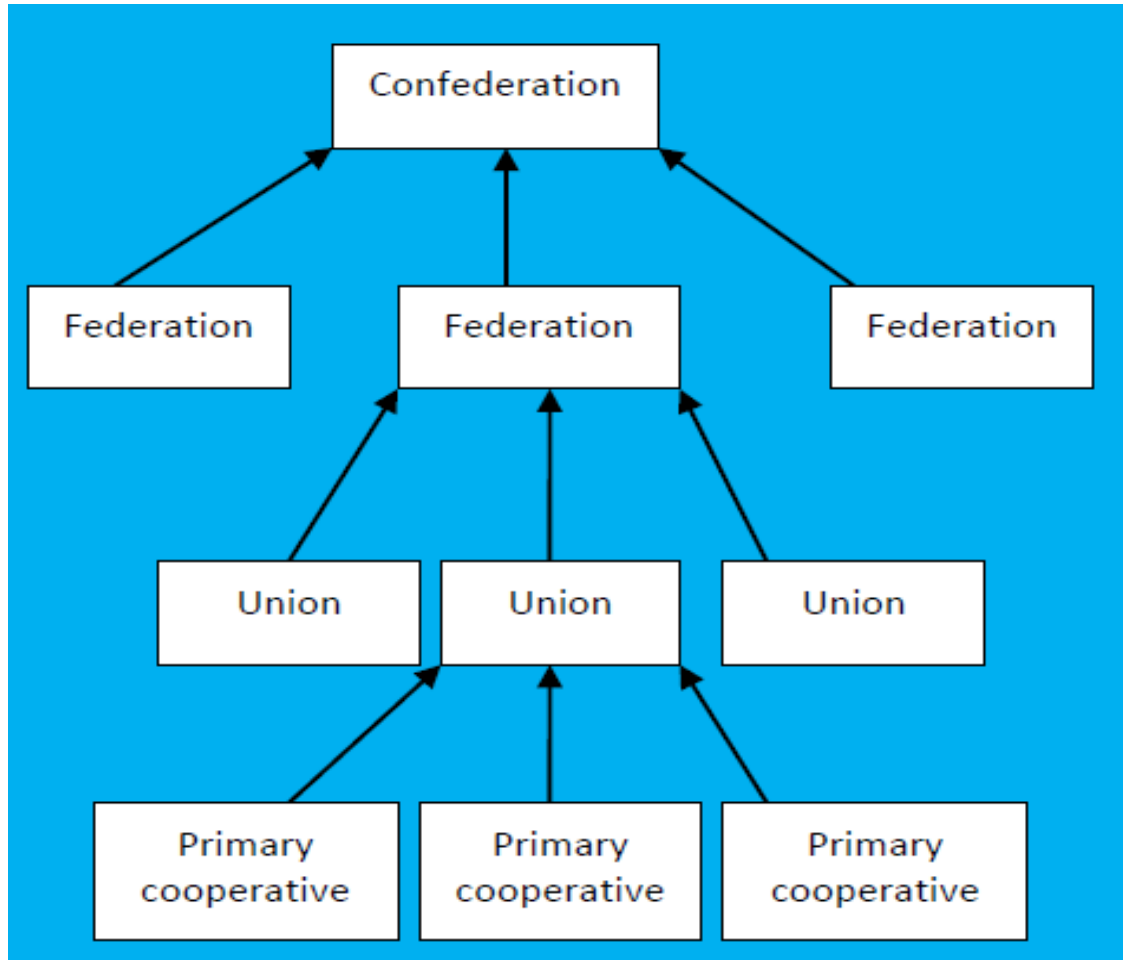 Confederation
Federation
Federation
Federation
Union
Union
Union
Primary
cooperative
Primary
cooperative
Primary
cooperative